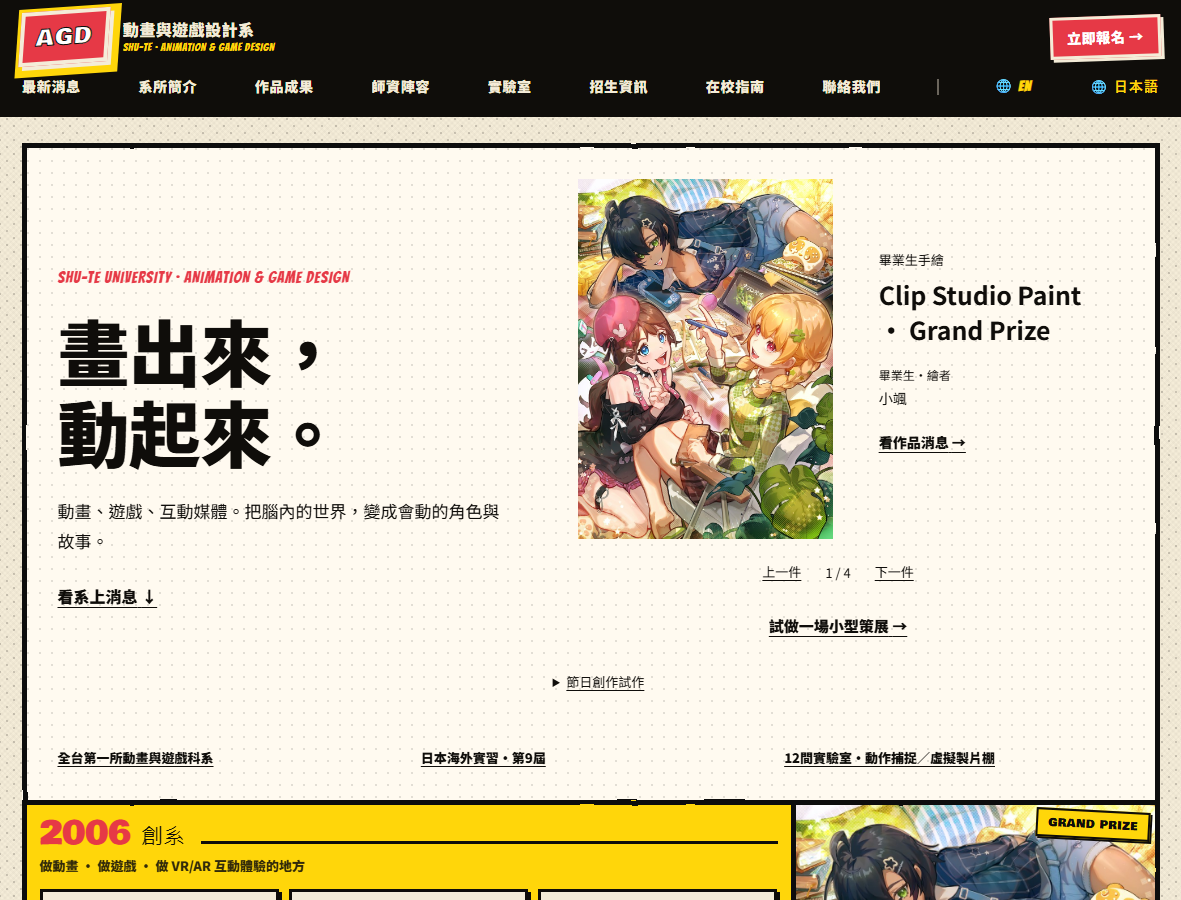 AGD
動畫與遊戲設計系
SHU-TE · ANIMATION & GAME DESIGN
立即報名 →
最新消息 系所簡介 作品成果 師資陣容 實驗室 招生資訊 在校指南 聯絡我們 | 🌐 EN 🌐 日本語
SHU-TE UNIVERSITY · ANIMATION & GAME DESIGN
畫出來，
動起來。
動畫、遊戲、互動媒體。把腦內的世界，變成會動的角色與
故事。
看系上消息 ↓
畢業生手繪
Clip Studio Paint
・ Grand Prize
畢業生・繪者
小颯
看作品消息 →
上一件 1 / 4 下一件
試做一場小型策展 →
▶ 節日創作試作
全台第一所動畫與遊戲科系 日本海外實習・第9屆 12間實驗室・動作捕捉／虛擬製片棚
2006 創系
做動畫 ・ 做遊戲 ・ 做 VR/AR 互動體驗的地方
GRAND PRIZE